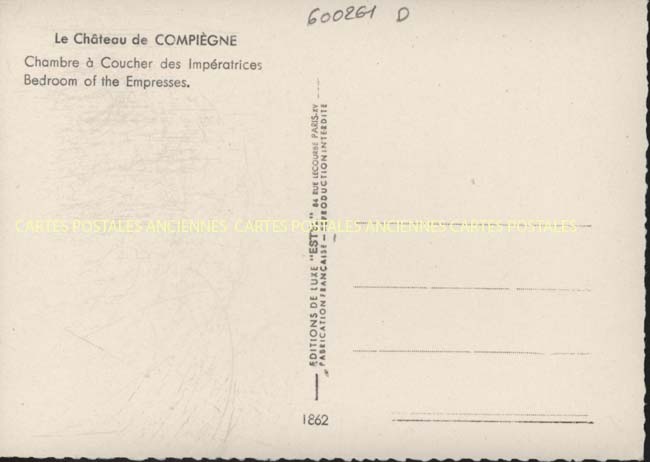 600261 D
Le Château de COMPIÈGNE
Chambre à Coucher des Impératrices
Bedroom of the Empresses.
EDITIONS DE LUXE "ESTEL" 84 RUE LECOURBE PARIS-XV
FABRICATION FRANÇAISE — REPRODUCTION INTERDITE
CARTES POSTALES ANCIENNES CARTES POSTALES ANCIENNES CARTES POSTALES
1862